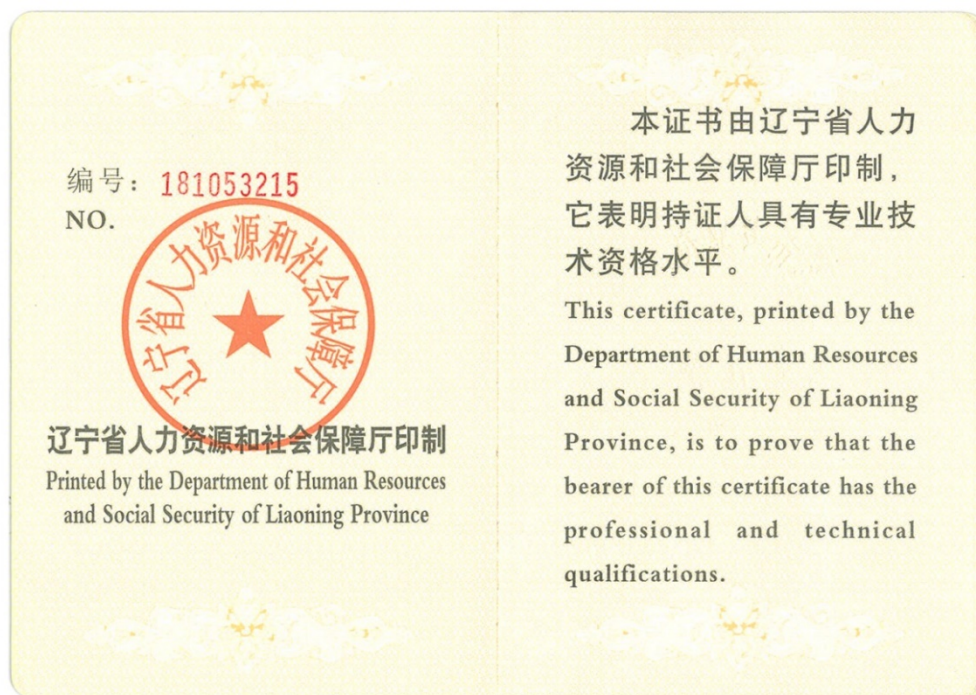 编号：181053215
NO.
辽宁省人力资源和社会保障厅
辽宁省人力资源和社会保障厅印制
Printed by the Department of Human Resources
and Social Security of Liaoning Province
本证书由辽宁省人力
资源和社会保障厅印制，
它表明持证人具有专业技
术资格水平。
This certificate, printed by the
Department of Human Resources
and Social Security of Liaoning
Province, is to prove that the
bearer of this certificate has the
professional and technical
qualifications.